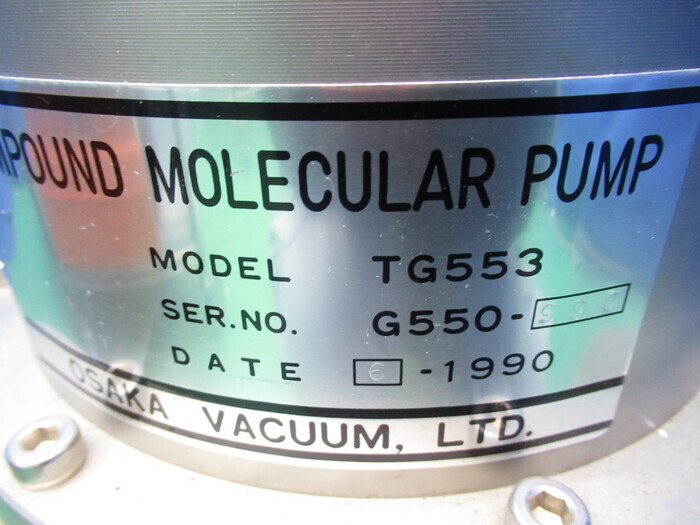 MPOUND MOLECULAR PUMP
MODEL TG553
SER.NO. G550-
DATE 6 -1990
OSAKA VACUUM, LTD.